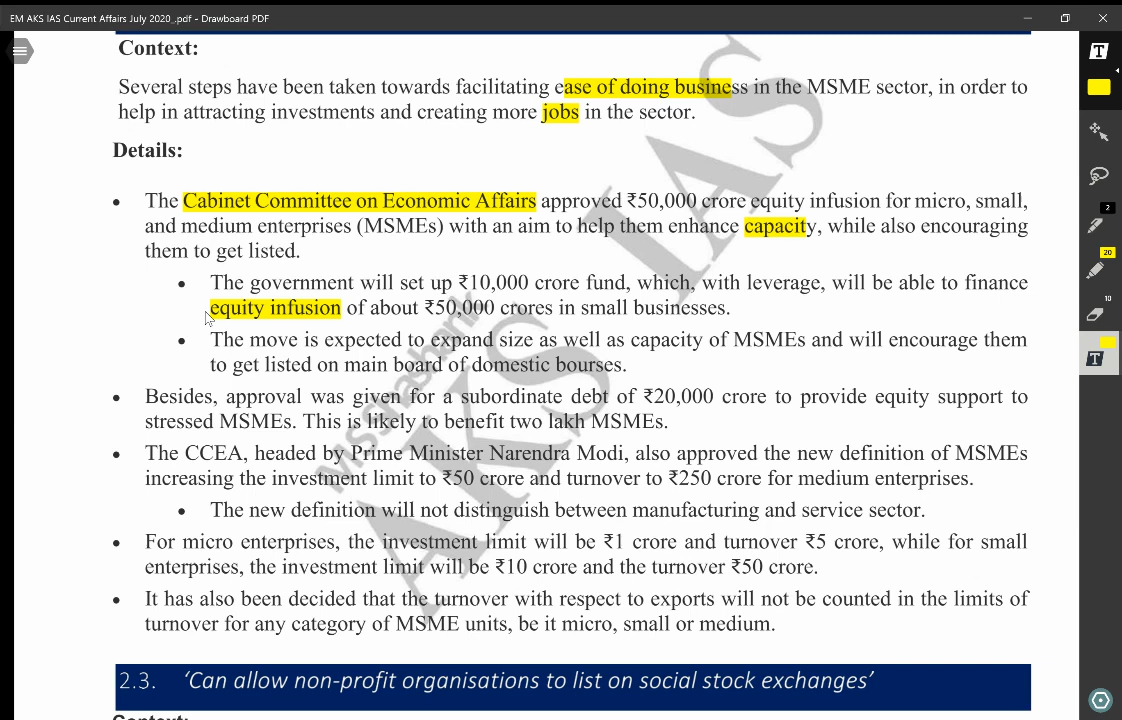 EM AKS IAS Current Affairs July 2020_.pdf - Drawboard PDF
Context:
Several steps have been taken towards facilitating ease of doing business in the MSME sector, in order to
help in attracting investments and creating more jobs in the sector.
Details:
• The Cabinet Committee on Economic Affairs approved ₹50,000 crore equity infusion for micro, small,
and medium enterprises (MSMEs) with an aim to help them enhance capacity, while also encouraging
them to get listed.
• The government will set up ₹10,000 crore fund, which, with leverage, will be able to finance
equity infusion of about ₹50,000 crores in small businesses.
• The move is expected to expand size as well as capacity of MSMEs and will encourage them
to get listed on main board of domestic bourses.
• Besides, approval was given for a subordinate debt of ₹20,000 crore to provide equity support to
stressed MSMEs. This is likely to benefit two lakh MSMEs.
• The CCEA, headed by Prime Minister Narendra Modi, also approved the new definition of MSMEs
increasing the investment limit to ₹50 crore and turnover to ₹250 crore for medium enterprises.
• The new definition will not distinguish between manufacturing and service sector.
• For micro enterprises, the investment limit will be ₹1 crore and turnover ₹5 crore, while for small
enterprises, the investment limit will be ₹10 crore and the turnover ₹50 crore.
• It has also been decided that the turnover with respect to exports will not be counted in the limits of
turnover for any category of MSME units, be it micro, small or medium.
2.3. ‘Can allow non-profit organisations to list on social stock exchanges’
AKS IAS
T
2
20
10
T